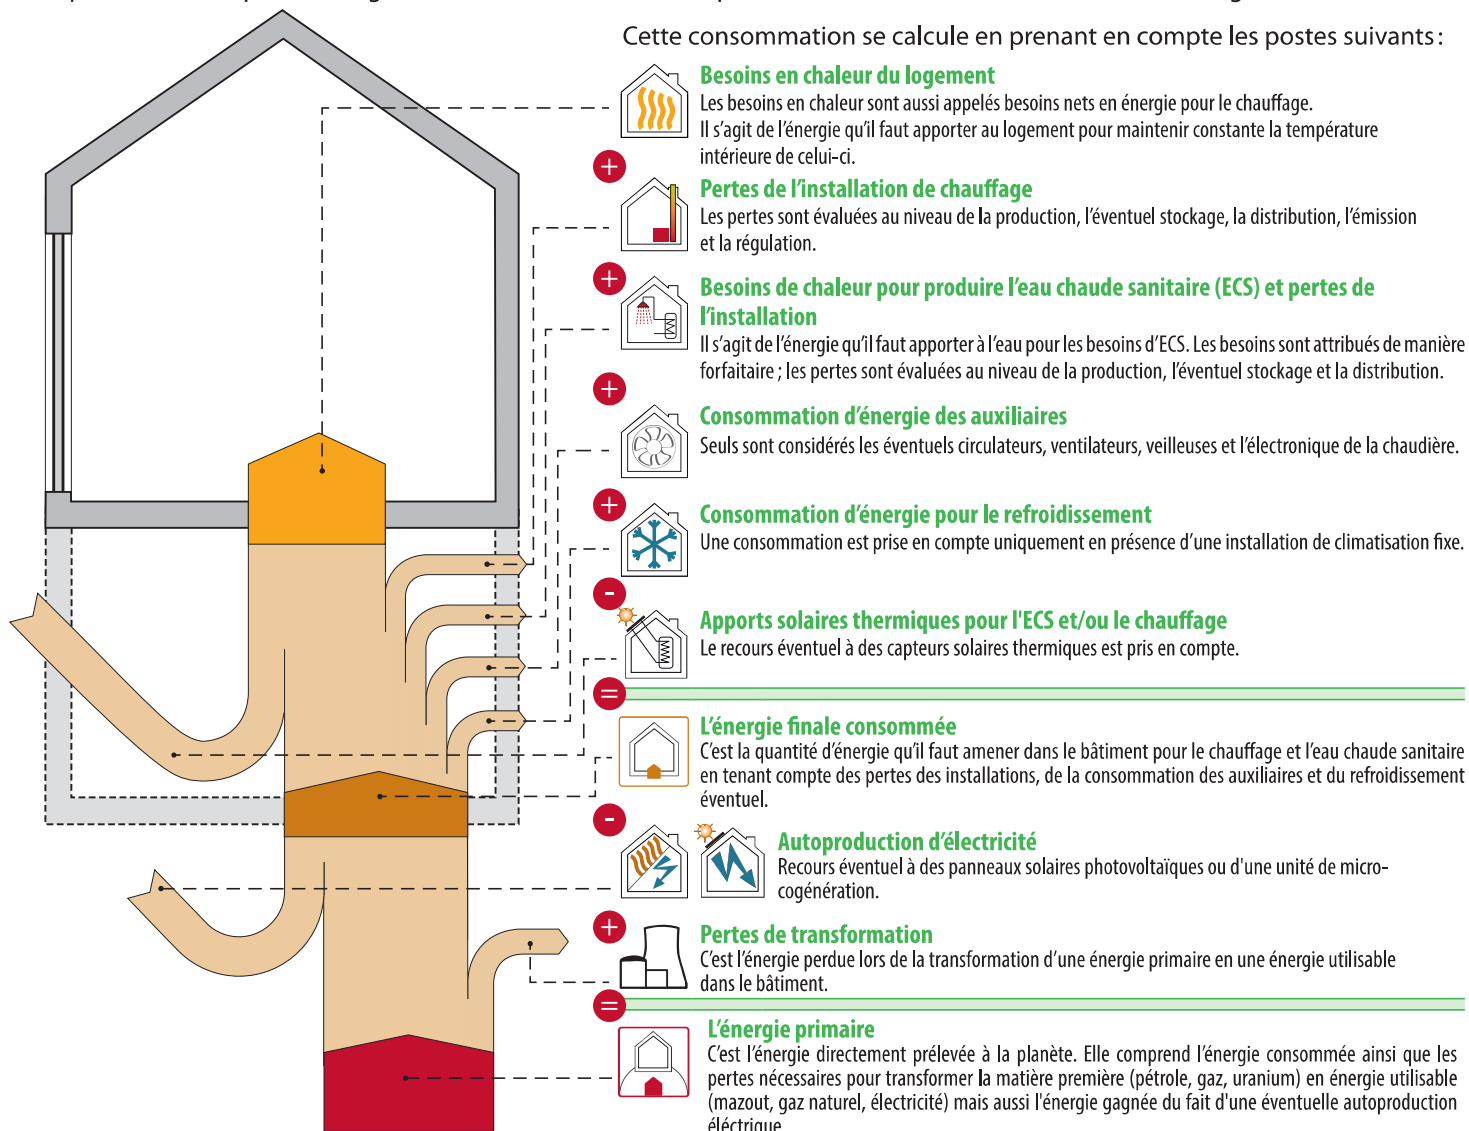 Cette consommation se calcule en prenant en compte les postes suivants :
Besoins en chaleur du logement
Les besoins en chaleur sont aussi appelés besoins nets en énergie pour le chauffage.
Il s’agit de l’énergie qu’il faut apporter au logement pour maintenir constante la température
intérieure de celui-ci.
+
Pertes de l’installation de chauffage
Les pertes sont évaluées au niveau de la production, l’éventuel stockage, la distribution, l’émission
et la régulation.
+
Besoins de chaleur pour produire l’eau chaude sanitaire (ECS) et pertes de
l’installation
Il s’agit de l’énergie qu’il faut apporter à l’eau pour les besoins d’ECS. Les besoins sont attribués de manière
forfaitaire ; les pertes sont évaluées au niveau de la production, l’éventuel stockage et la distribution.
+
Consommation d’énergie des auxiliaires
Seuls sont considérés les éventuels circulateurs, ventilateurs, veilleuses et l’électronique de la chaudière.
+
Consommation d’énergie pour le refroidissement
Une consommation est prise en compte uniquement en présence d’une installation de climatisation fixe.
-
Apports solaires thermiques pour l'ECS et/ou le chauffage
Le recours éventuel à des capteurs solaires thermiques est pris en compte.
=
L’énergie finale consommée
C’est la quantité d’énergie qu’il faut amener dans le bâtiment pour le chauffage et l’eau chaude sanitaire
en tenant compte des pertes des installations, de la consommation des auxiliaires et du refroidissement
éventuel.
-
Autoproduction d’électricité
Recours éventuel à des panneaux solaires photovoltaïques ou d'une unité de micro-
cogénération.
+
Pertes de transformation
C’est l’énergie perdue lors de la transformation d’une énergie primaire en une énergie utilisable
dans le bâtiment.
=
L’énergie primaire
C’est l’énergie directement prélevée à la planète. Elle comprend l’énergie consommée ainsi que les
pertes nécessaires pour transformer la matière première (pétrole, gaz, uranium) en énergie utilisable
(mazout, gaz naturel, électricité) mais aussi l'énergie gagnée du fait d'une éventuelle autoproduction
éléctrique